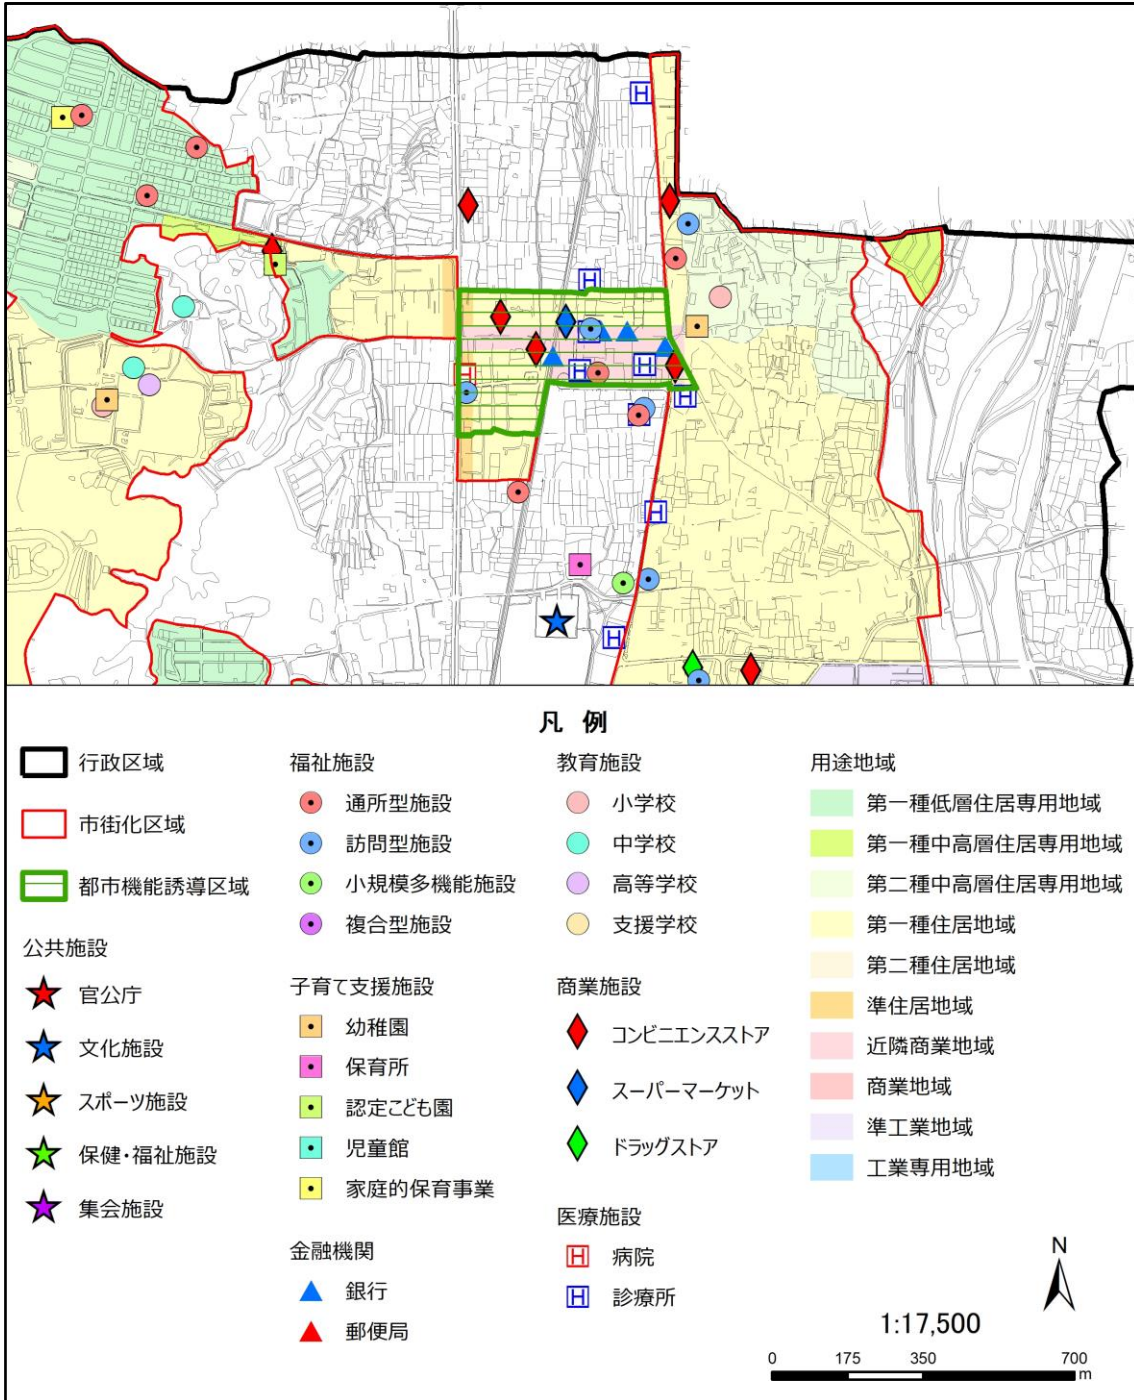 凡 例
行政区域
市街化区域
都市機能誘導区域
公共施設
官公庁
文化施設
スポーツ施設
保健・福祉施設
集会施設
福祉施設
通所型施設
訪問型施設
小規模多機能施設
複合型施設
子育て支援施設
幼稚園
保育所
認定こども園
児童館
家庭的保育事業
金融機関
銀行
郵便局
教育施設
小学校
中学校
高等学校
支援学校
商業施設
コンビニエンスストア
スーパーマーケット
ドラッグストア
医療施設
H 病院
H 診療所
用途地域
第一種低層住居専用地域
第一種中高層住居専用地域
第二種中高層住居専用地域
第一種住居地域
第二種住居地域
準住居地域
近隣商業地域
商業地域
準工業地域
工業専用地域
N
1:17,500
0 175 350 700
m